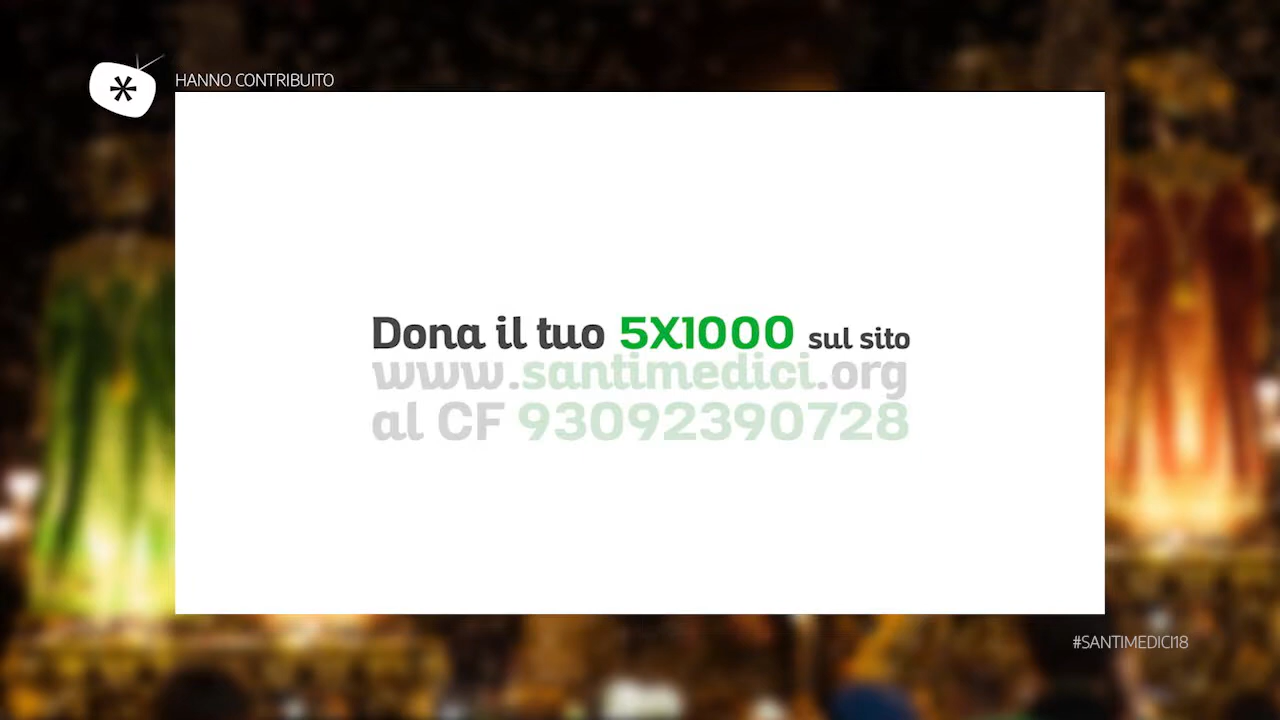 HANNO CONTRIBUITO
Dona il tuo 5X1000 sul sito
www.santimedici.org
al CF 93092390728
#SANTIMEDICI18